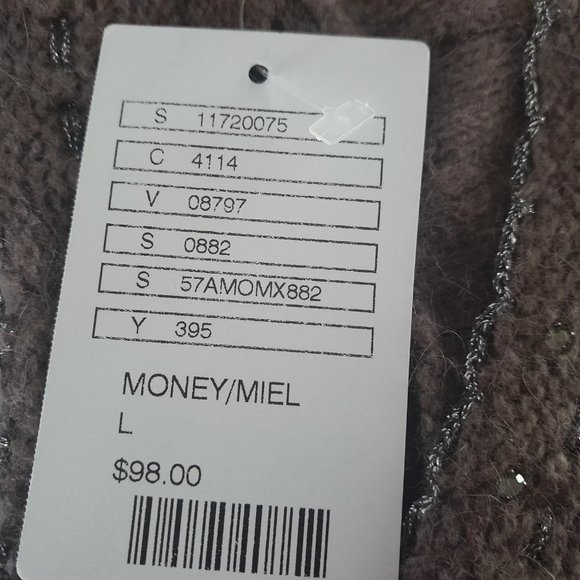 S 11720075
C 4114
V 08797
S 0882
S 57AMOMX882
Y 395
MONEY/MIEL
L
$98.00